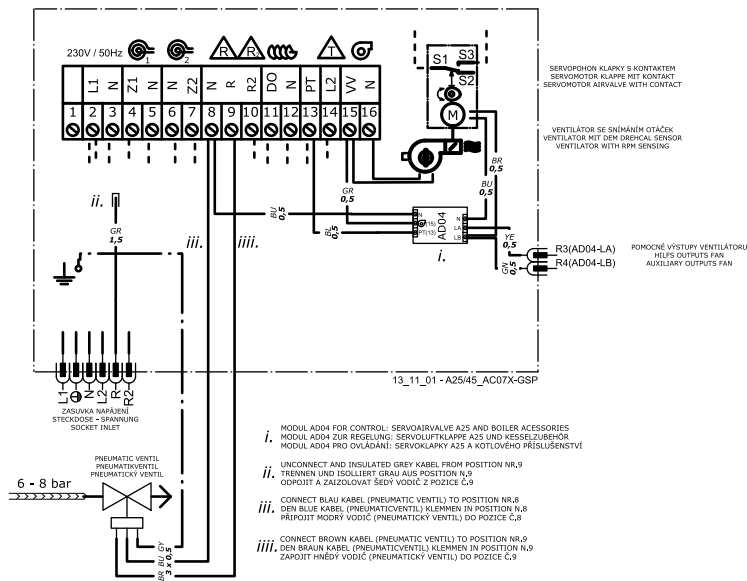 230V / 50Hz
1
2
R
R2
T
L1
N
Z1
N
N
Z2
N
R
R2
DO
N
PT
L2
VV
N
1 2 3 4 5 6 7 8 9 10 11 12 13 14 15 16
S1
S3
S2
M
SERVOPOHON KLAPKY S KONTAKTEM
SERVOMOTOR KLAPPE MIT KONTAKT
SERVOMOTOR AIRVALVE WITH CONTACT
VENTILÁTOR SE SNÍMÁNÍM OTÁČEK
VENTILATOR MIT DEM DREHCAL SENSOR
VENTILATOR WITH RPM SENSING
BR
0,5
BU
0,5
GR
0,5
BU
0,5
BL
0,5
N
(15)
PT(13)
AD04
N
LA
LB
i.
YE
0,5
GN
0,5
R3(AD04-LA)
R4(AD04-LB)
POMOCNÉ VÝSTUPY VENTILÁTORU
HILFS OUTPUTS FAN
AUXILIARY OUTPUTS FAN
ii.
GR
1,5
iii.
iiii.
L1
N
L2
R
R2
13_11_01 - A25/45_AC07X-GSP
ZASUVKA NAPÁJENÍ
STECKDOSE - SPANNUNG
SOCKET INLET
i. MODUL AD04 FOR CONTROL: SERVOAIRVALVE A25 AND BOILER ACESSORIES
MODUL AD04 ZUR REGELUNG: SERVOLUFTKLAPPE A25 UND KESSELZUBEHÖR
MODUL AD04 PRO OVLÁDÁNÍ: SERVOKLAPKY A25 A KOTLOVÉHO PŘÍSLUŠENSTVÍ
ii. UNCONNECT AND INSULATED GREY KABEL FROM POSITION NR.9
TRENNEN UND ISOLLIERT GRAU AUS POSITION N.9
ODPOJIT A ZAIZOLOVAT ŠEDÝ VODIČ Z POZICE Č.9
iii. CONNECT BLAU KABEL (PNEUMATIC VENTIL) TO POSITION NR.8
DEN BLUE KABEL (PNEUMATICVENTIL) KLEMMEN IN POSITION N.8
PŘIPOJIT MODRÝ VODIČ (PNEUMATICKÝ VENTIL) DO POZICE Č.8
iiii. CONNECT BROWN KABEL (PNEUMATIC VENTIL) TO POSITION NR.9
DEN BRAUN KABEL (PNEUMATICVENTIL) KLEMMEN IN POSITION N.9
ZAPOJIT HNĚDÝ VODIČ (PNEUMATICKÝ VENTIL) DO POZICE Č.9
PNEUMATIC VENTIL
PNEUMATIKVENTIL
PNEUMATICKÝ VENTIL
6 - 8 bar
BR BU GY
3 x 0,5